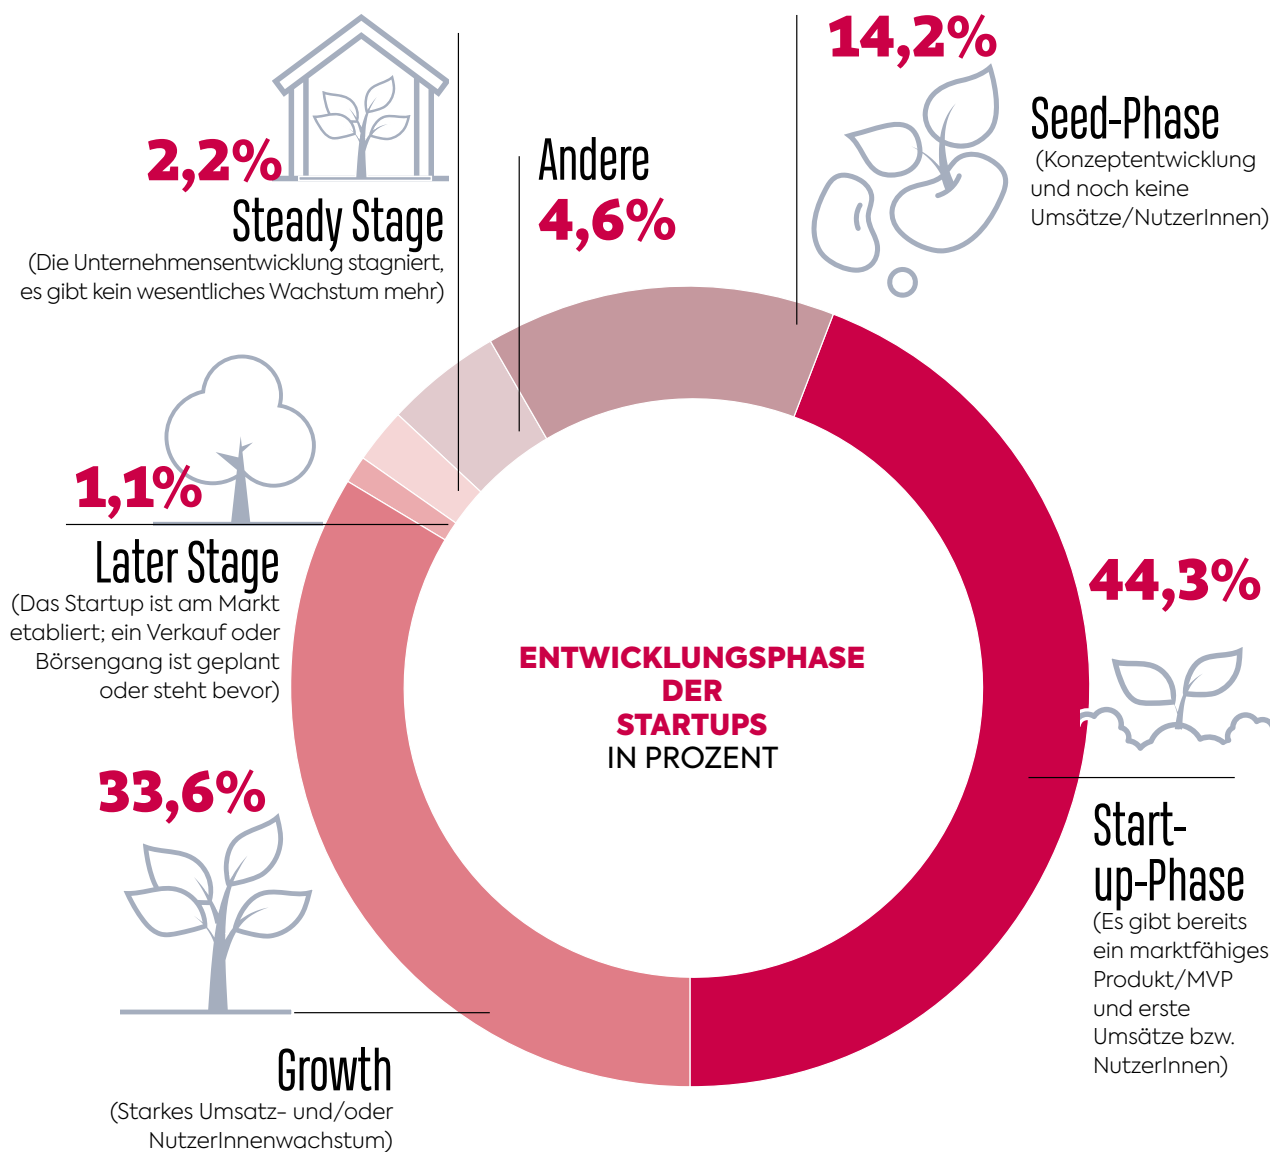 14,2%
Seed-Phase
(Konzeptentwicklung
und noch keine
Umsätze/NutzerInnen)
Andere
4,6%
2,2%
Steady Stage
(Die Unternehmensentwicklung stagniert,
es gibt kein wesentliches Wachstum mehr)
1,1%
Later Stage
(Das Startup ist am Markt
etabliert; ein Verkauf oder
Börsengang ist geplant
oder steht bevor)
ENTWICKLUNGSPHASE
DER
STARTUPS
IN PROZENT
44,3%
Start-
up-Phase
(Es gibt bereits
ein marktfähiges
Produkt/MVP
und erste
Umsätze bzw.
NutzerInnen)
33,6%
Growth
(Starkes Umsatz- und/oder
NutzerInnenwachstum)